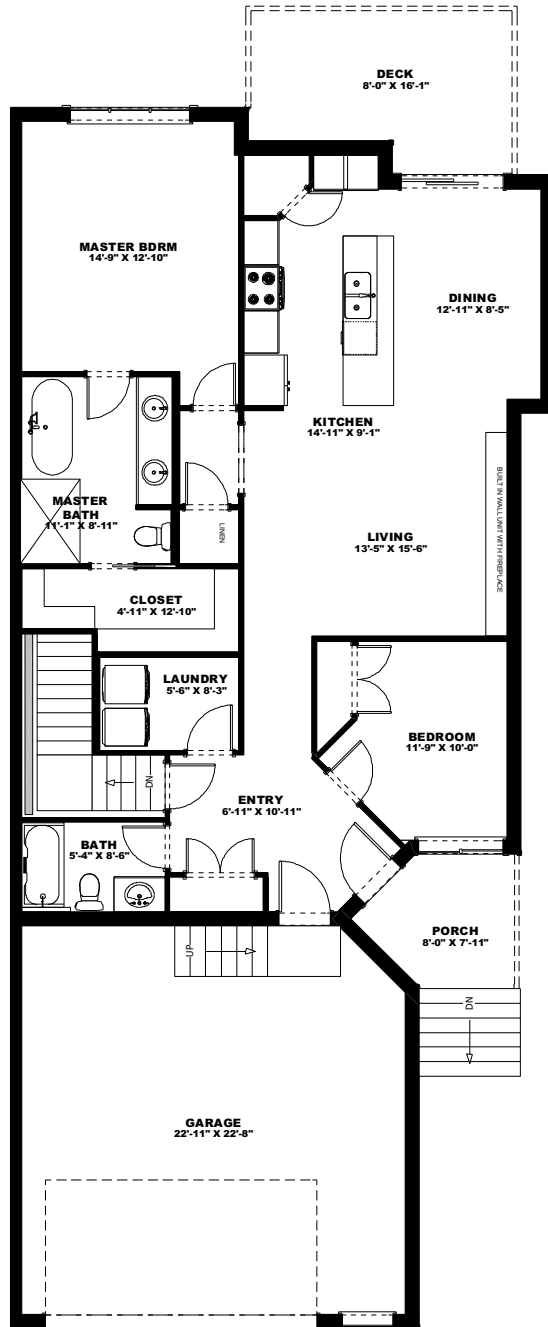 DECK
8'-0" X 16'-1"
MASTER BDRM
14'-9" X 12'-10"
DINING
12'-11" X 8'-5"
KITCHEN
14'-11" X 9'-1"
BUILT IN WALL UNIT WITH FIREPLACE
MASTER
BATH
11'-1" X 8'-11"
LINEN
LIVING
13'-5" X 15'-6"
CLOSET
4'-11" X 12'-10"
LAUNDRY
5'-6" X 8'-3"
BEDROOM
11'-9" X 10'-0"
DN
ENTRY
6'-11" X 10'-11"
BATH
5'-4" X 8'-6"
PORCH
8'-0" X 7'-11"
UP
DN
GARAGE
22'-11" X 22'-8"